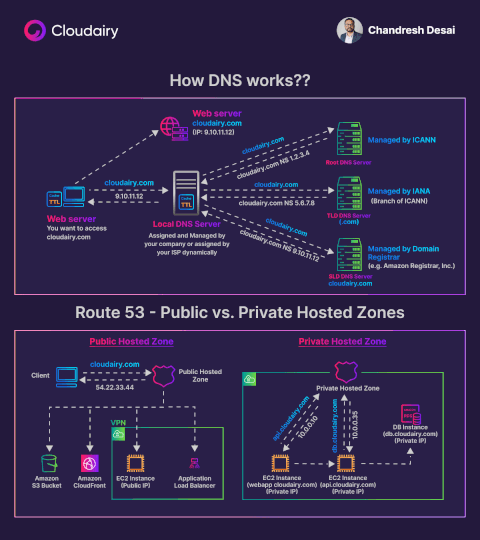 Cloudairy
Chandresh Desai
How DNS works??
Web server
cloudairy.com
(IP: 9.10.11.12)
cloudairy.com
cloudairy.com NS 1.2.3.4
Root DNS Server
Managed by ICANN
TTL
cloudairy.com
9.10.11.12
TTL
cloudairy.com
cloudairy.com NS 5.6.7.8
Managed by IANA
(Branch of ICANN)
TLD DNS Server
(.com)
Web server
You want to access
cloudairy.com
Local DNS Server
Assigned and Managed by
your company or assigned by
your ISP dynamically
cloudairy.com
cloudairy.com NS 9.10.11.12
Managed by Domain
Registrar
(e.g. Amazon Registrar, Inc.)
SLD DNS Server
cloudairy.com
Route 53 - Public vs. Private Hosted Zones
Public Hosted Zone
Client
cloudairy.com
54.22.33.44
Public Hosted
Zone
VPN
Amazon
S3 Bucket
Amazon
CloudFront
EC2 Instance
(Public IP)
Application
Load Balancer
Private Hosted Zone
Private Hosted Zone
api.cloudairy.com
10.0.0.10
db.cloudairy.com
10.0.0.35
DB Instance
(db.cloudairy.com)
(Private IP)
EC2 Instance
(webapp cloudairy.com)
(Private IP)
EC2 Instance
(api.cloudairy.com)
(Private IP)